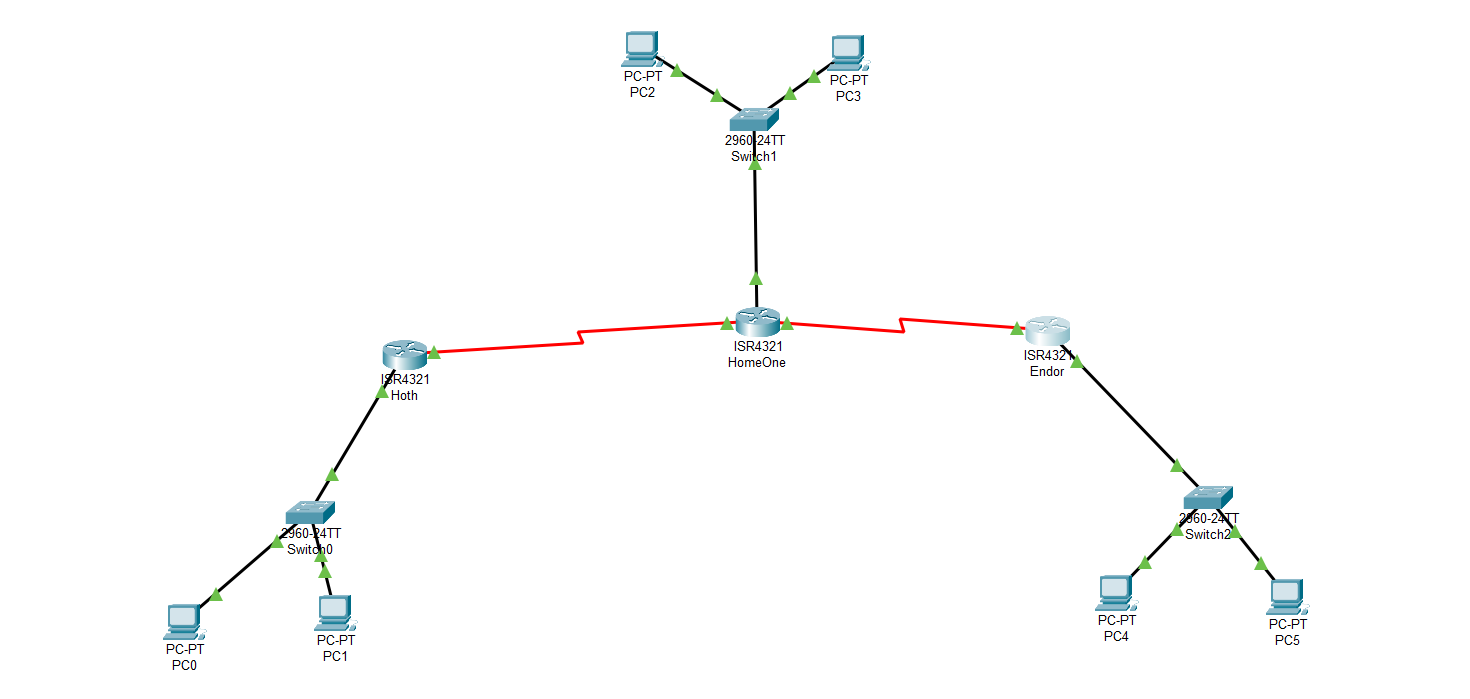 PC-PT
PC2
PC-PT
PC3
2960-24TT
Switch1
ISR4321
HomeOne
ISR4321
Endor
ISR4321
Hoth
2960-24TT
Switch0
2960-24TT
Switch2
PC-PT
PC4
PC-PT
PC5
PC-PT
PC0
PC-PT
PC1